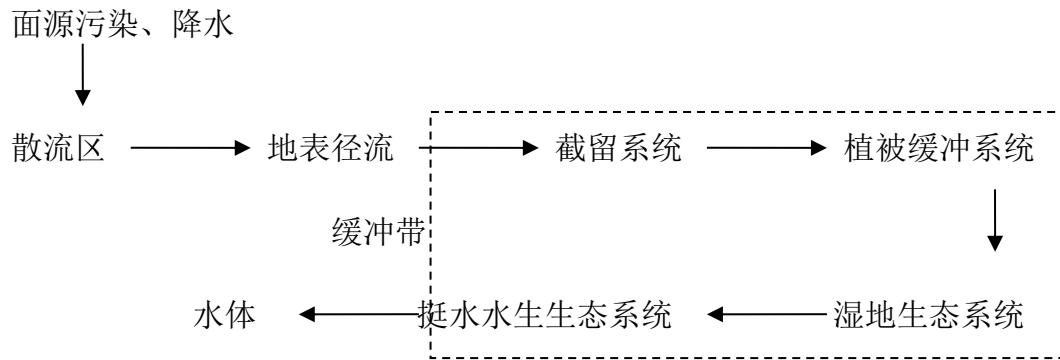 面源污染、降水
散流区 地表径流 截留系统 植被缓冲系统
缓冲带
水体 挺水水生生态系统 湿地生态系统